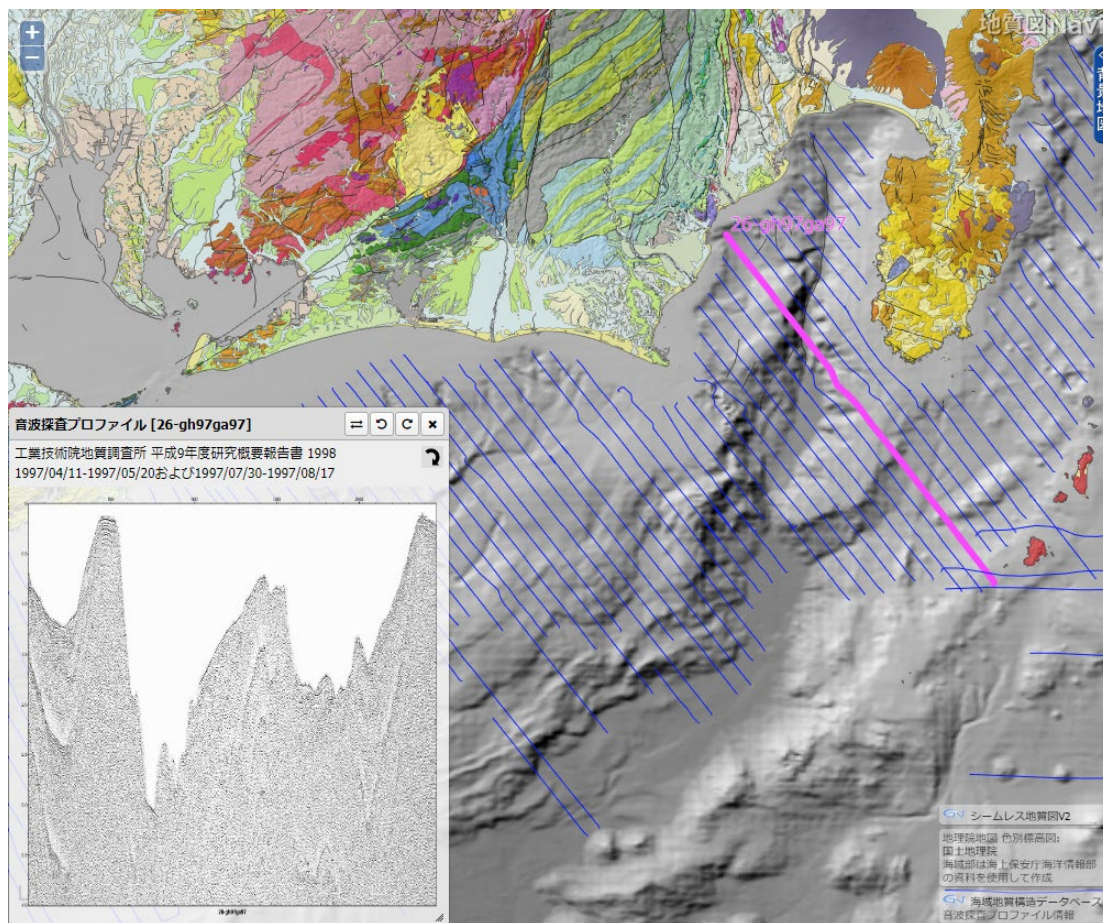 +
−
地質図Navi
背景地図
26-gh97ga97
音波探査プロファイル [26-gh97ga97]
工業技術院地質調査所 平成9年度研究概要報告書 1998
1997/04/11-1997/05/20および1997/07/30-1997/08/17
26-gh97ga97
シームレス地質図V2
地理院地図 色別標高図:
国土地理院
海域部は海上保安庁海洋情報部
の資料を使用して作成
海域地質構造データベース
音波探査プロファイル情報